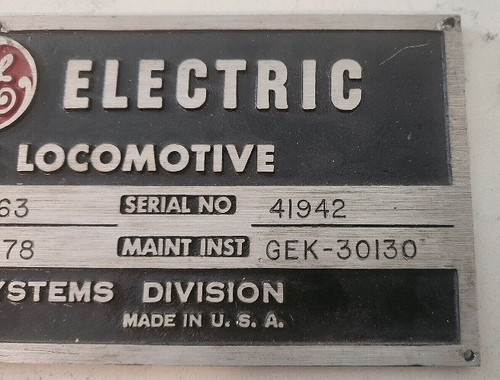 ELECTRIC
LOCOMOTIVE
63 SERIAL NO 41942
78 MAINT INST GEK-30130
YSTEMS DIVISION
MADE IN U. S. A.